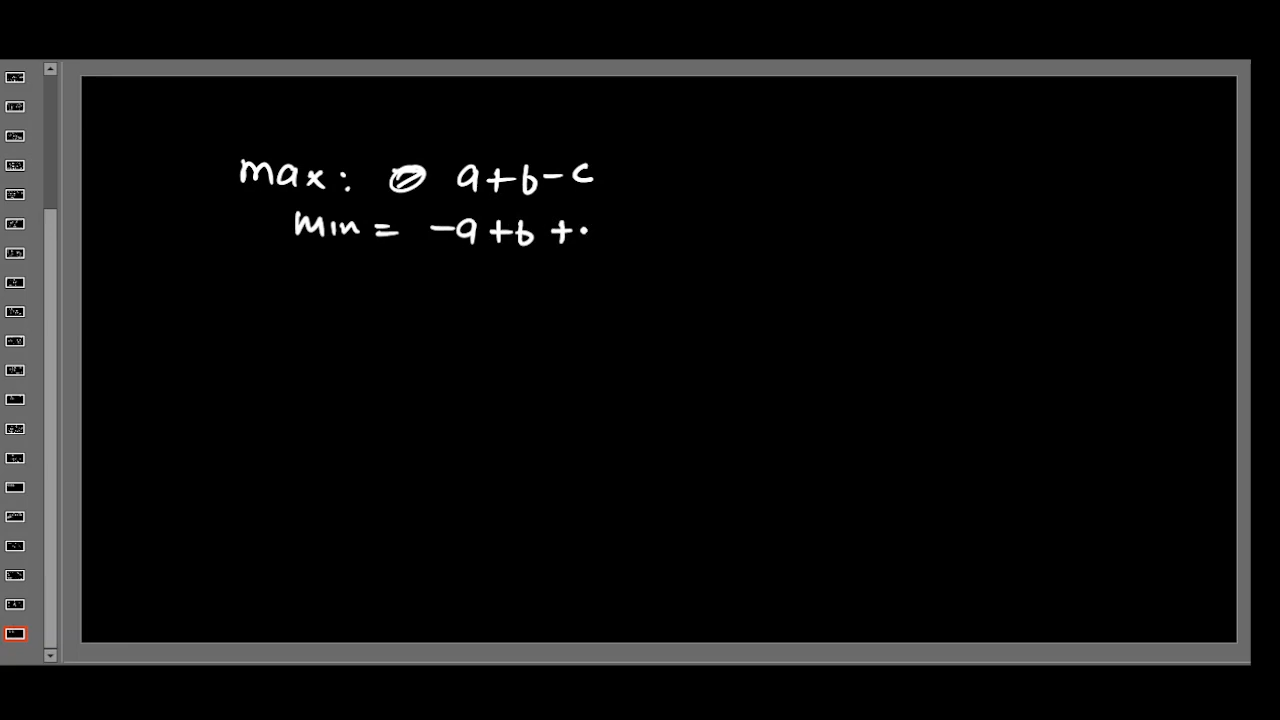 max: a+b-c
min = -a+b+